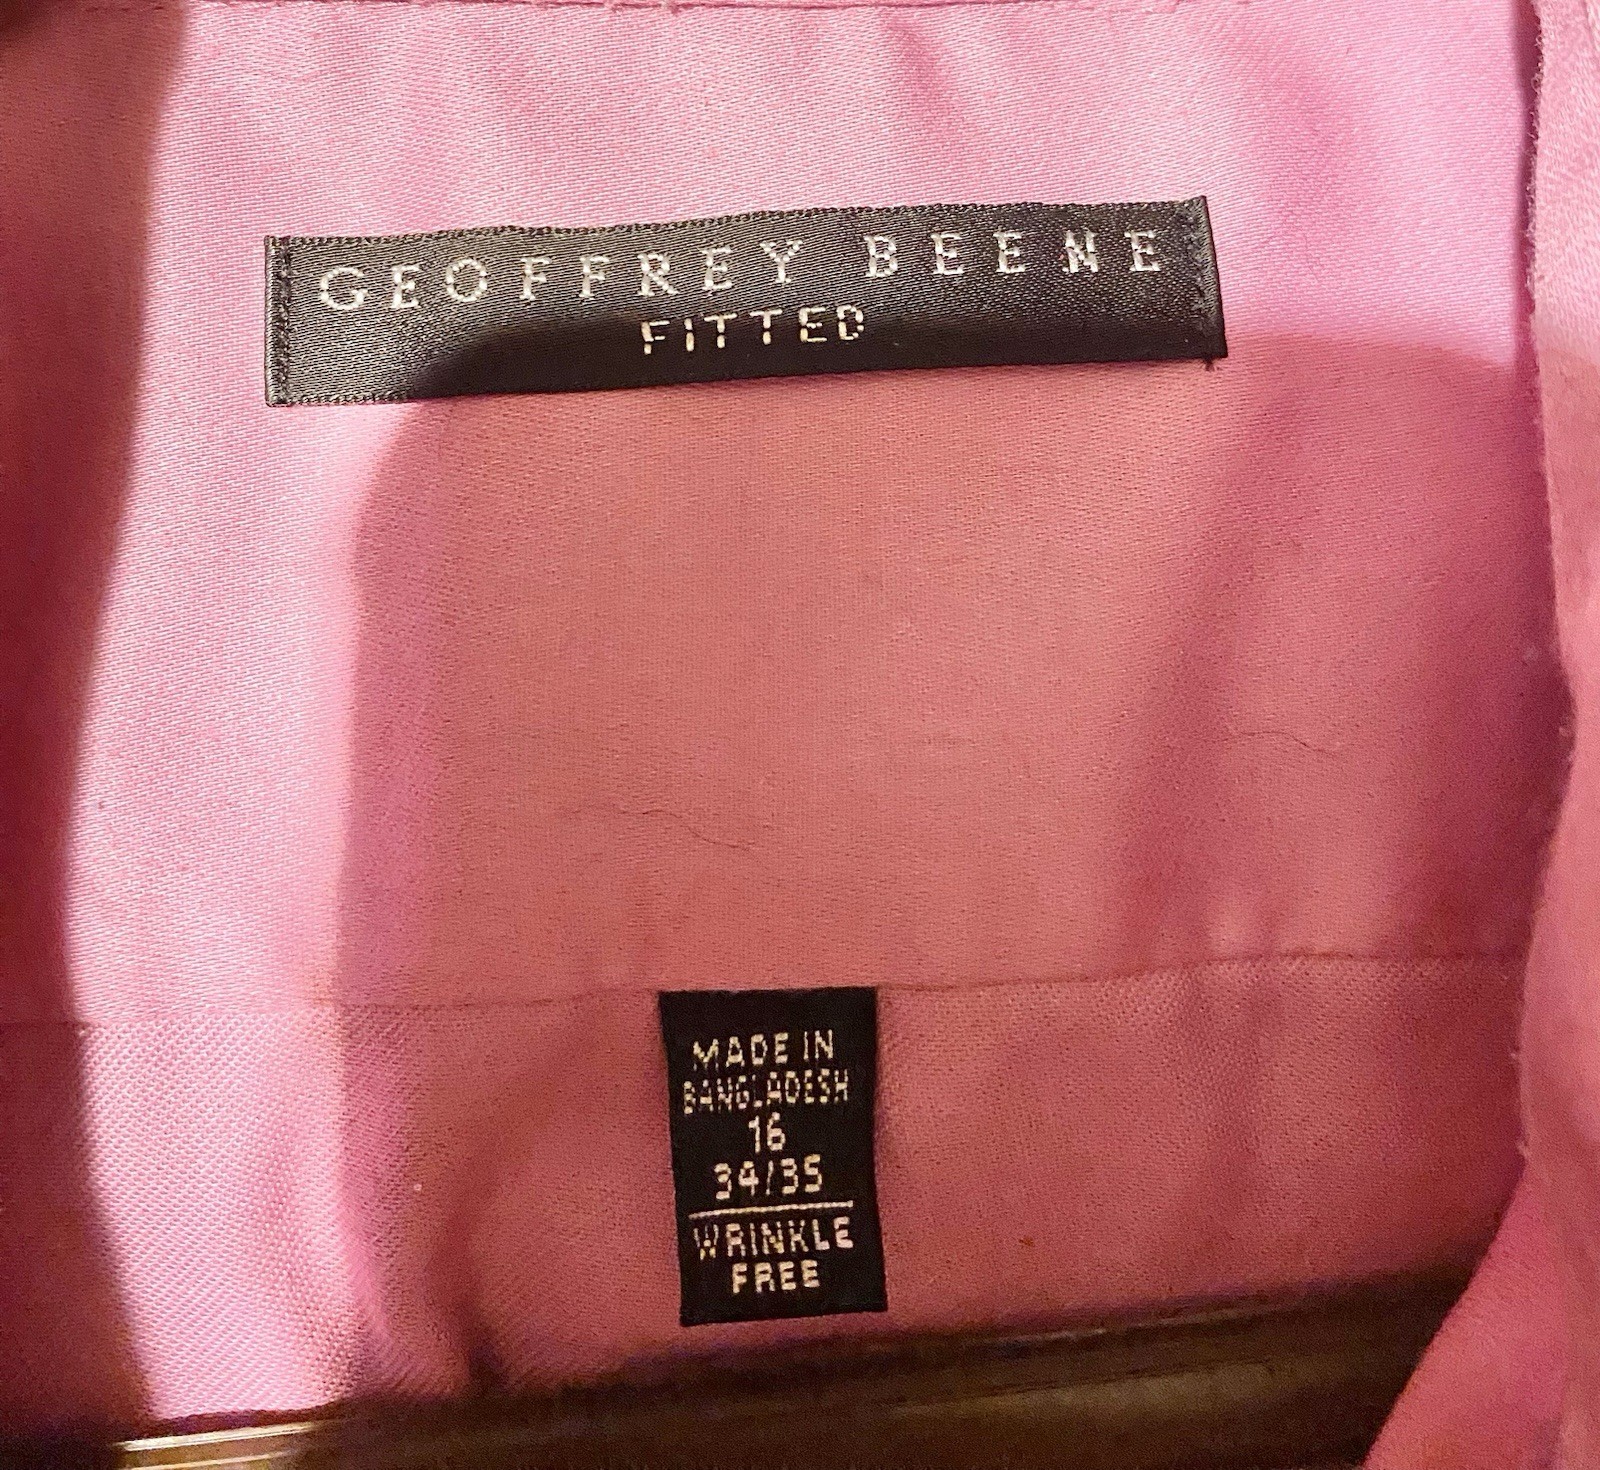 GEOFFREY BEENE
FITTED
MADE IN
BANGLADESH
16
34/35
WRINKLE
FREE